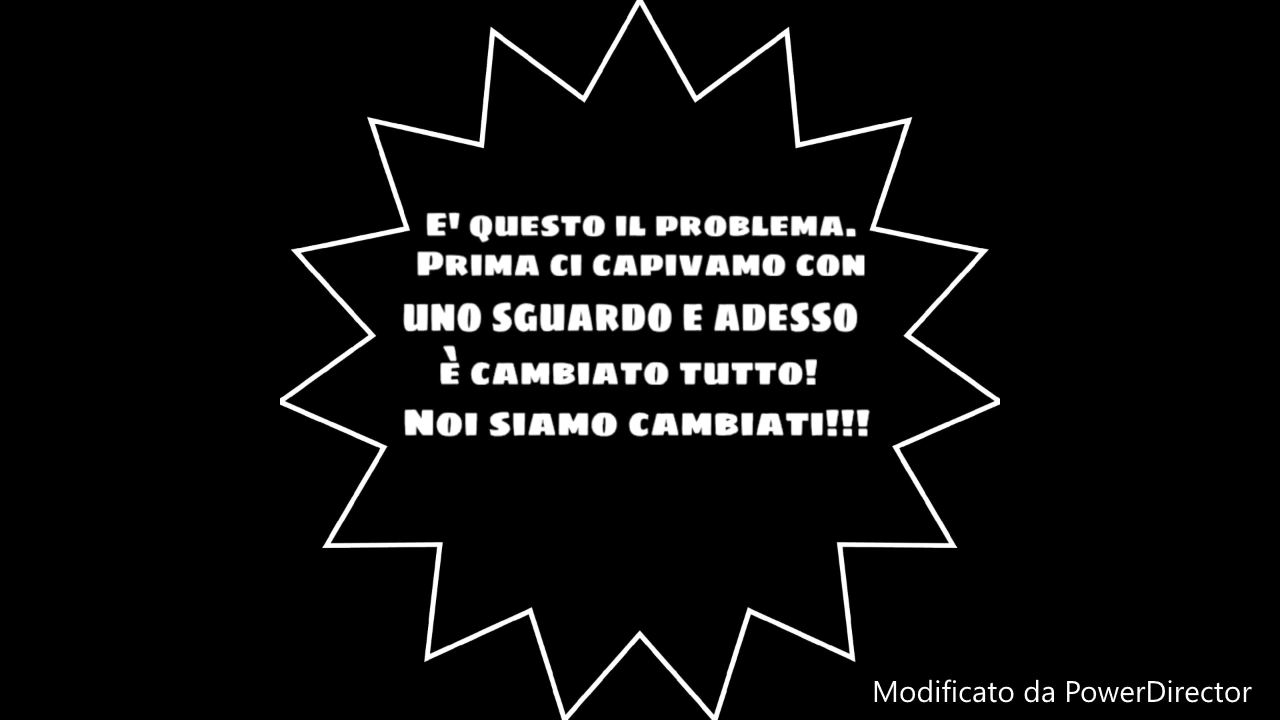 E' questo il problema.
Prima ci capivamo con
uno sguardo e adesso
è cambiato tutto!
Noi siamo cambiati!!!
Modificato da PowerDirector